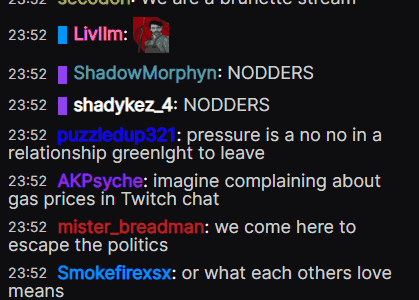 secodon: We are a brunette stream
23:52 Livllm:
23:52 ShadowMorphyn: NODDERS
23:52 shadykez_4: NODDERS
23:52 puzzledup321: pressure is a no no in a
relationship greenlght to leave
23:52 AKPsyche: imagine complaining about
gas prices in Twitch chat
23:52 mister_breadman: we come here to
escape the politics
23:52 Smokefirexsx: or what each others love
means